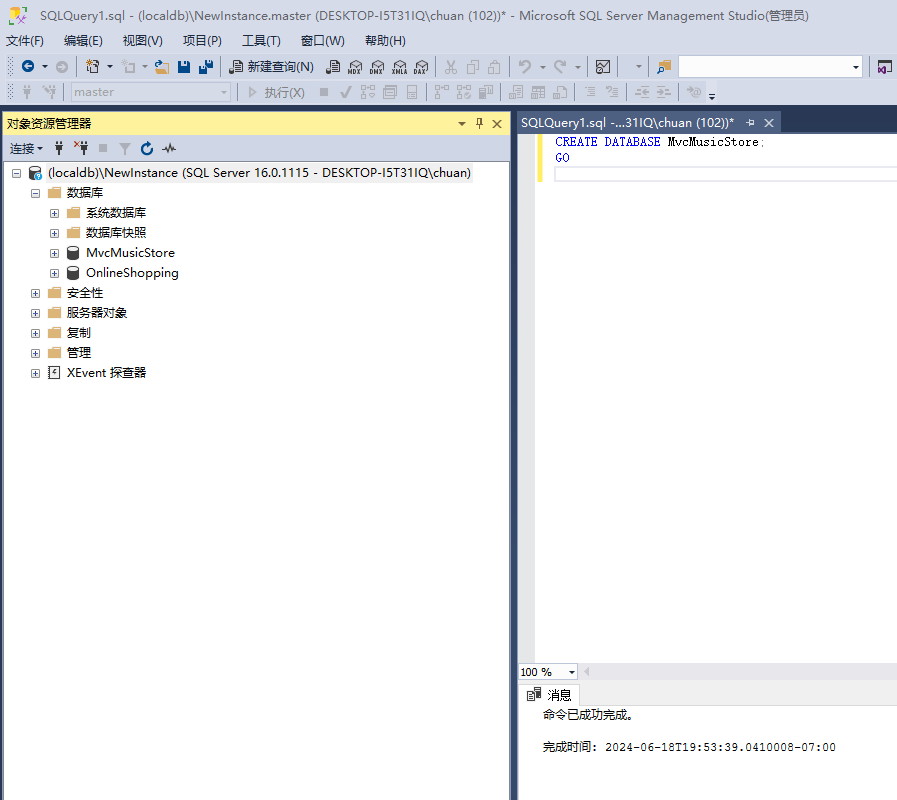 SQLQuery1.sql - (localdb)\NewInstance.master (DESKTOP-I5T31IQ\chuan (102))* - Microsoft SQL Server Management Studio(管理员)
文件(F) 编辑(E) 视图(V) 项目(P) 工具(T) 窗口(W) 帮助(H)
新建查询(N) MDX DMX XMLA DAX
master 执行(X)
对象资源管理器
连接
(localdb)\NewInstance (SQL Server 16.0.1115 - DESKTOP-I5T31IQ\chuan)
数据库
系统数据库
数据库快照
MvcMusicStore
OnlineShopping
安全性
服务器对象
复制
管理
XEvent 探查器
SQLQuery1.sql -...31IQ\chuan (102))*
CREATE DATABASE MvcMusicStore;
GO
100 %
消息
命令已成功完成。
完成时间: 2024-06-18T19:53:39.0410008-07:00